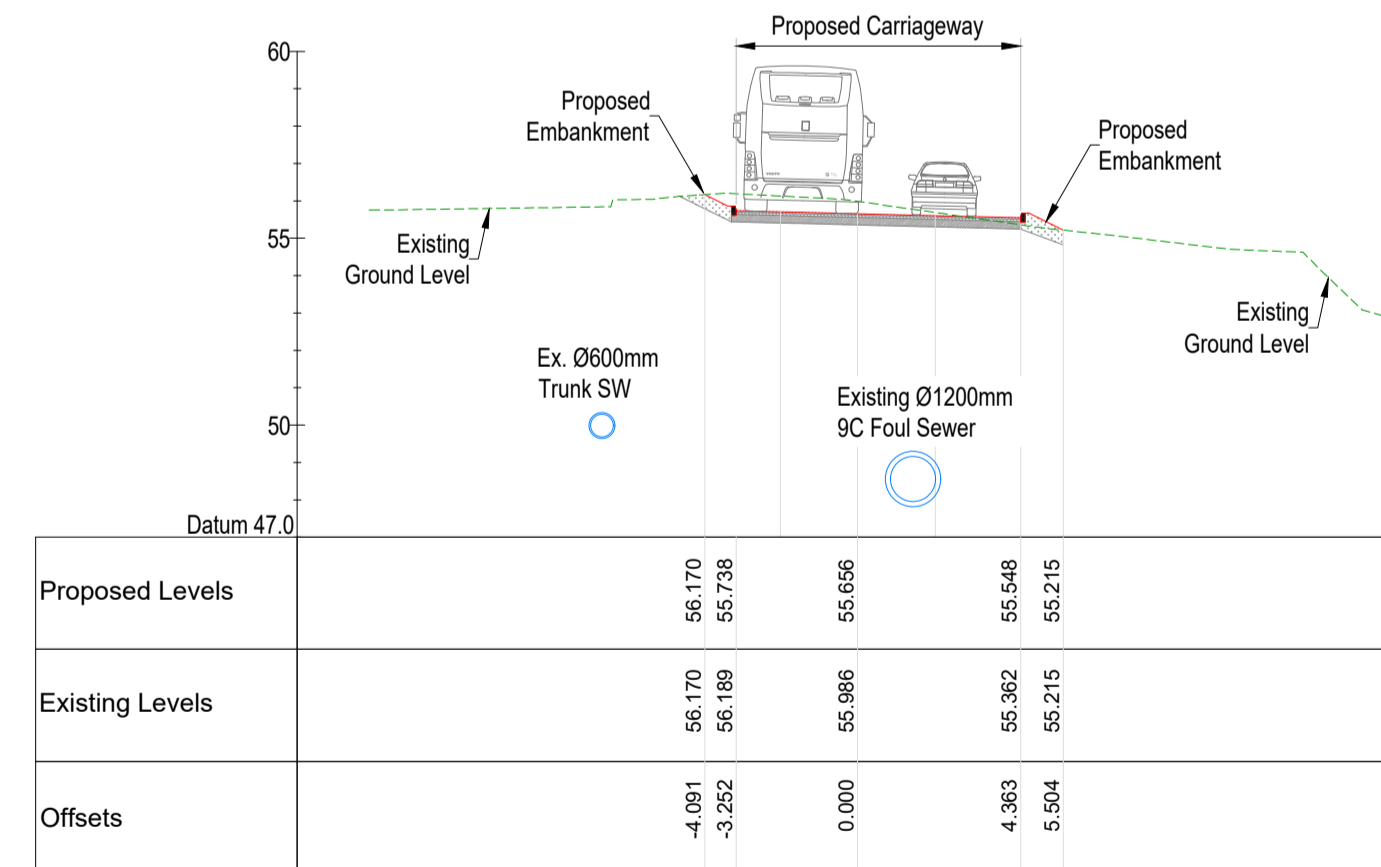 Proposed Carriageway
60
Proposed
Embankment
Proposed
Embankment
55
Existing
Ground Level
Existing
Ground Level
Ex. Ø600mm
Trunk SW
Existing Ø1200mm
9C Foul Sewer
50
Datum 47.0
Proposed Levels
56.170
55.738
55.656
55.548
55.215
Existing Levels
56.170
56.189
55.986
55.362
55.215
Offsets
-4.091
-3.252
0.000
4.363
5.504